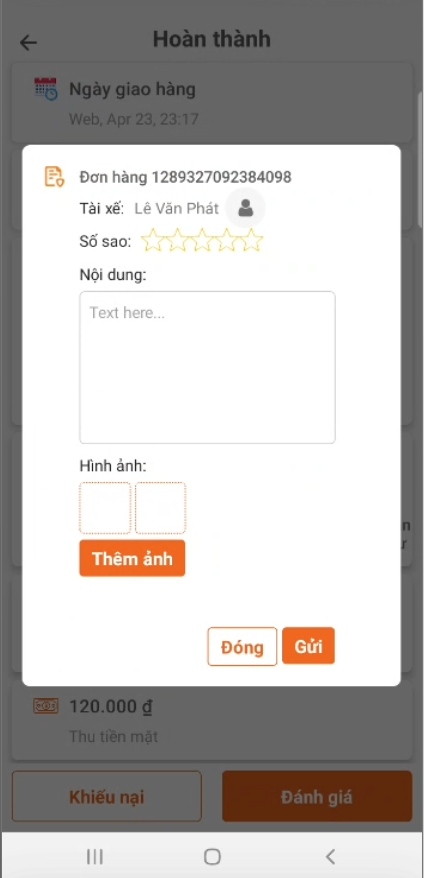 Hoàn thành
Ngày giao hàng
Web, Apr 23, 23:17
Đơn hàng 1289327092384098
Tài xế: Lê Văn Phát
Số sao:
Nội dung:
Text here...
Hình ảnh:
Thêm ảnh
Đóng Gửi
120.000 ₫
Thu tiền mặt
Khiếu nại Đánh giá